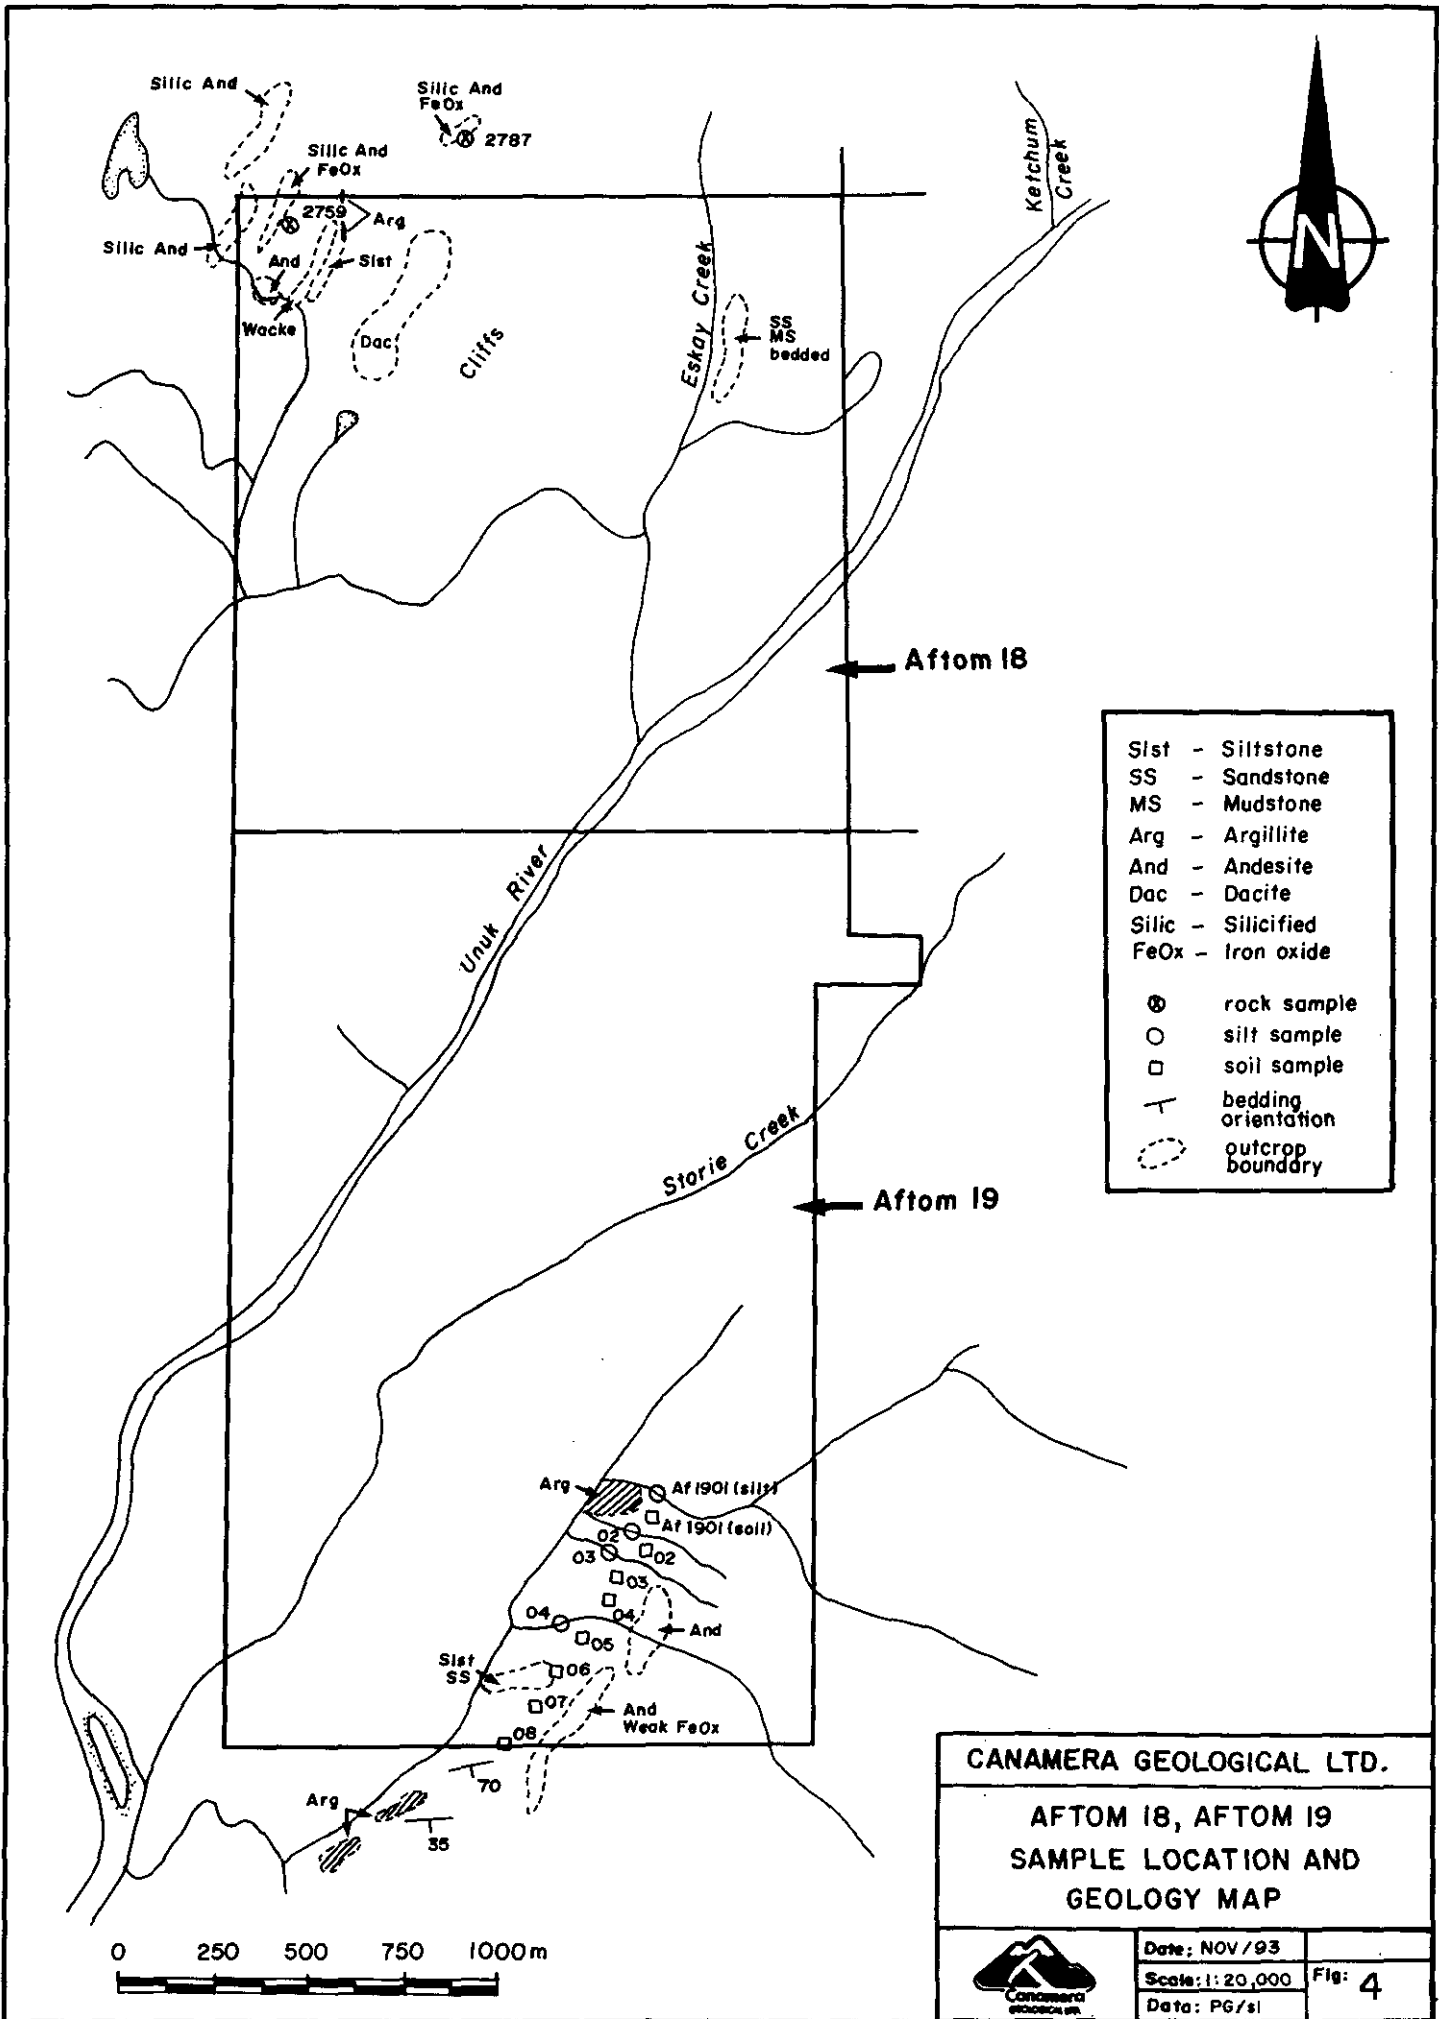 Silic And
Silic And
FeOx
2787
Silic And
FeOx
2759
Arg
Silic And
And
Slst
Wacke
Dac
Cliffs
Eskay Creek
SS
MS
bedded
Ketchum
Creek
N
Aftom 18
Slst - Siltstone
SS - Sandstone
MS - Mudstone
Arg - Argillite
And - Andesite
Dac - Dacite
Silic - Silicified
FeOx - Iron oxide
rock sample
silt sample
soil sample
bedding
orientation
outcrop
boundary
Unuk River
Storie Creek
Aftom 19
Arg
Af 1901 (silt)
Af 1901 (soil)
02
02
03
03
04
04
05
And
Slst
SS
06
07
And
Weak FeOx
08
70
Arg
35
0 250 500 750 1000m
CANAMERA GEOLOGICAL LTD.
AFTOM 18, AFTOM 19
SAMPLE LOCATION AND
GEOLOGY MAP
Canamera
GEOLOGICAL LTD.
Date: NOV/93
Scale: 1:20,000
Data: PG/sl
Fig: 4